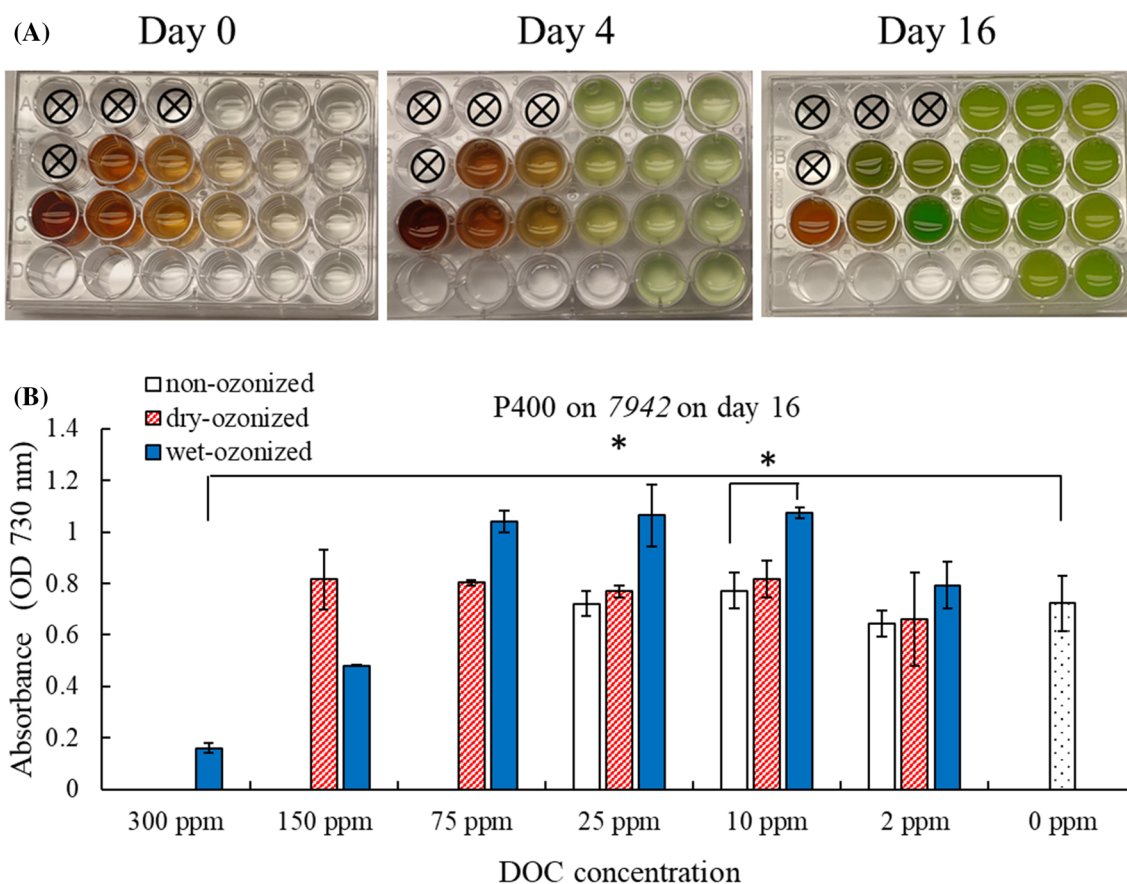 (A)
Day 0
Day 4
Day 16
(B)
non-ozonized
dry-ozonized
wet-ozonized
P400 on 7942 on day 16
*
*
Absorbance (OD 730 nm)
1.4
1.2
1
0.8
0.6
0.4
0.2
0
300 ppm
150 ppm
75 ppm
25 ppm
10 ppm
2 ppm
0 ppm
DOC concentration